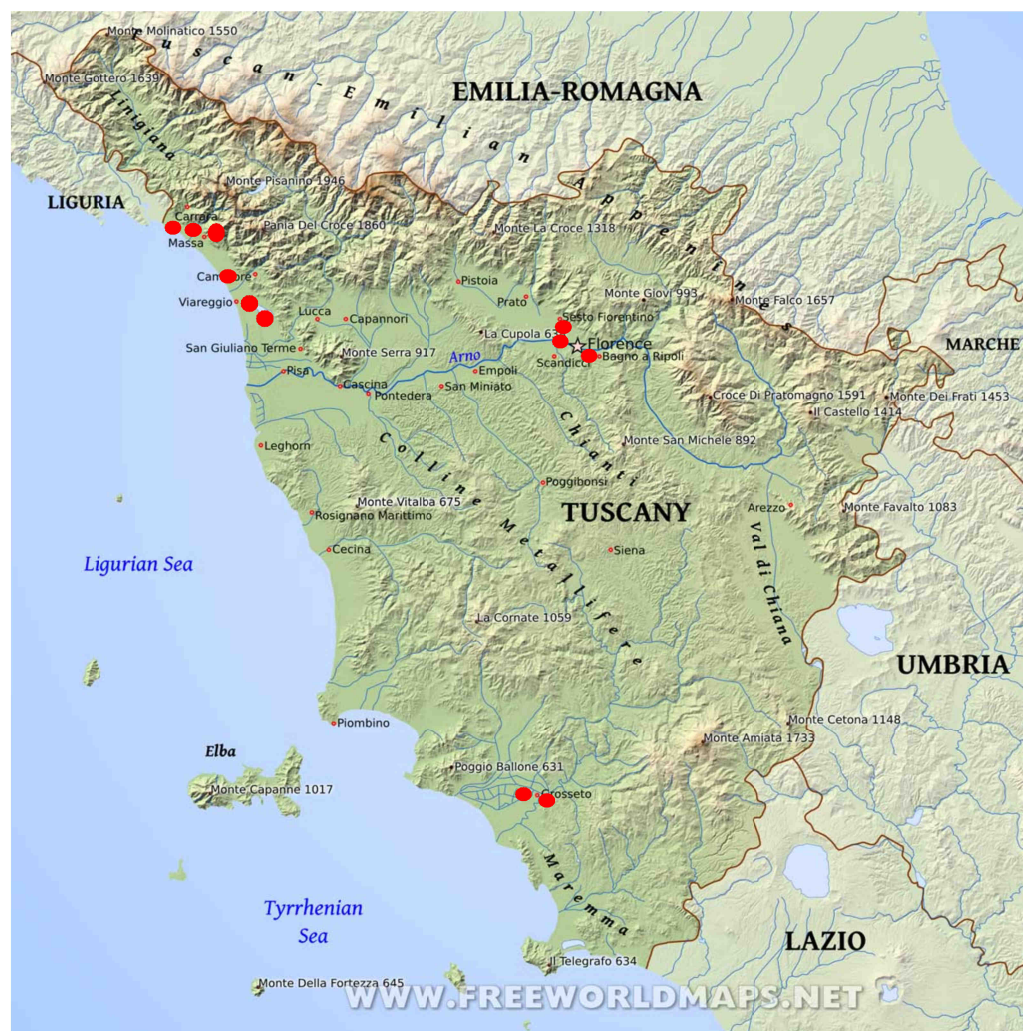 Monte Molinatico 1550
Tuscan-Emilian Appenines
Monte Gottero 1639
EMILIA-ROMAGNA
Linigiana
Monte Pisanino 1946
LIGURIA
Carrara
Pania Del Croce 1860
Monte La Croce 1318
Massa
Pistoia
Monte Giovi 993
Monte Falco 1657
Viareggio
Prato
Lucca
Capannori
Sesto Fiorentino
La Cupola 63
Florence
MARCHE
San Giuliano Terme
Monte Serra 917
Arno
Scandicci
Bagno a Ripoli
Pisa
Empoli
Cascina
San Miniato
Pontedera
Croce Di Pratomagno 1591
Monte Dei Frati 1453
Il Castello 1414
Chianti
Leghorn
Colline Metallifere
Monte San Michele 892
Poggibonsi
Monte Vitalba 675
TUSCANY
Arezzo
Monte Favalto 1083
Rosignano Marittimo
Val di Chiana
Cecina
Siena
Ligurian Sea
La Cornate 1059
UMBRIA
Piombino
Monte Cetona 1148
Monte Amiata 1733
Elba
Poggio Ballone 631
Monte Capanne 1017
Grosseto
Maremma
Tyrrhenian
Sea
LAZIO
Il Telegrafo 634
Monte Della Fortezza 645
WWW.FREEWORLDMAPS.NET